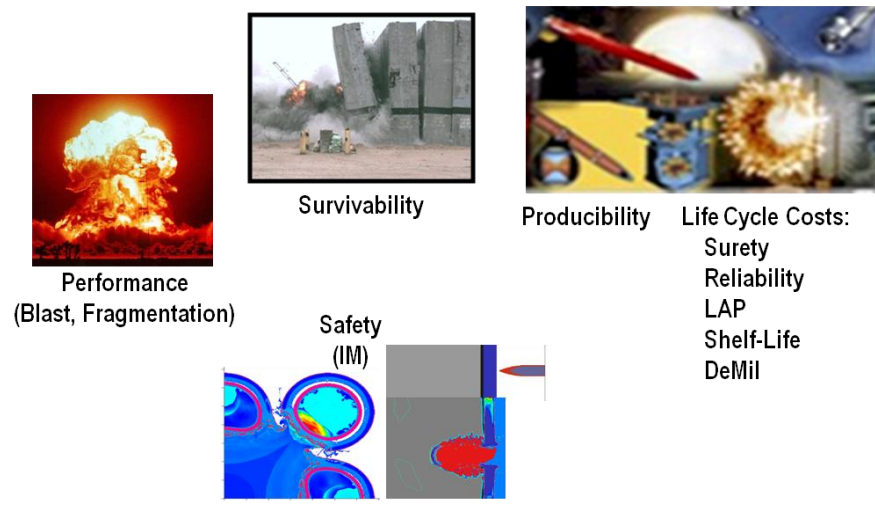 Survivability
Producibility
Life Cycle Costs:
Surety
Reliability
LAP
Shelf-Life
DeMil
Performance
(Blast, Fragmentation)
Safety
(IM)